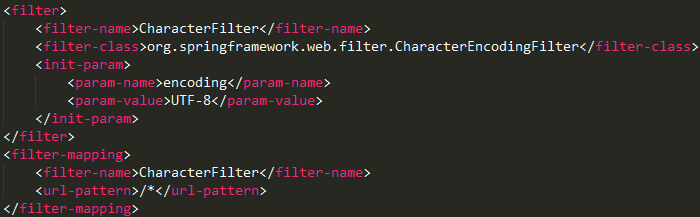 <filter>
    <filter-name>CharacterFilter</filter-name>
    <filter-class>org.springframework.web.filter.CharacterEncodingFilter</filter-class>
    <init-param>
        <param-name>encoding</param-name>
        <param-value>UTF-8</param-value>
    </init-param>
</filter>
<filter-mapping>
    <filter-name>CharacterFilter</filter-name>
    <url-pattern>/*</url-pattern>
</filter-mapping>